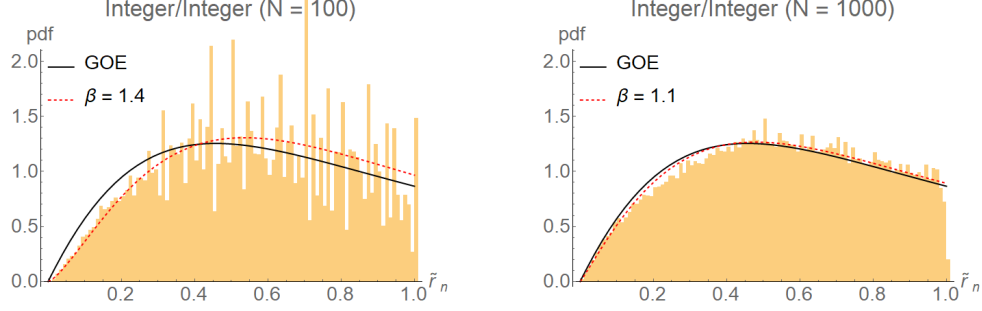 Integer/Integer (N = 100)
pdf
2.0
GOE
β = 1.4
1.5
1.0
0.5
0.0
0.2
0.4
0.6
0.8
1.0
r̃ n
Integer/Integer (N = 1000)
pdf
2.0
GOE
β = 1.1
1.5
1.0
0.5
0.0
0.2
0.4
0.6
0.8
1.0
r̃ n